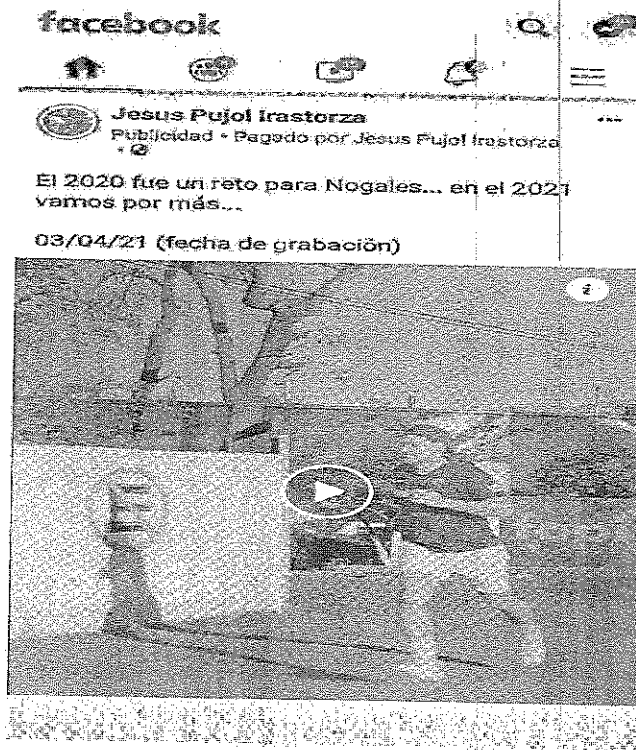 facebook
Jesus Pujol Irastorza
Publicidad • Pagado por Jesus Pujol Irastorza
El 2020 fue un reto para Nogales... en el 2021
vamos por más...
03/04/21 (fecha de grabación)